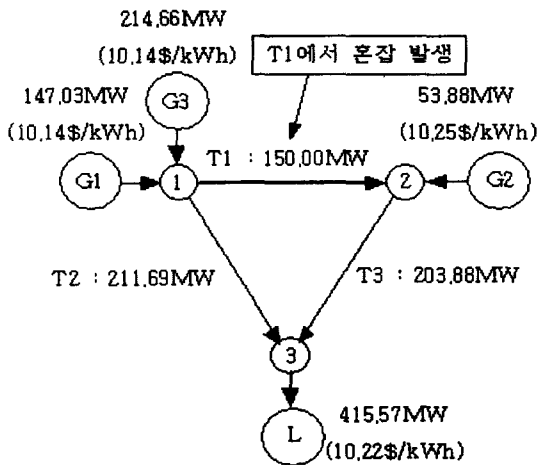 214.66MW
(10.14$/kWh)
T1에서 혼잡 발생
147.03MW
(10.14$/kWh)
G3
53.88MW
(10.25$/kWh)
T1 : 150.00MW
G1
1
2
G2
T2 : 211.69MW
T3 : 203.88MW
3
L
415.57MW
(10.22$/kWh)